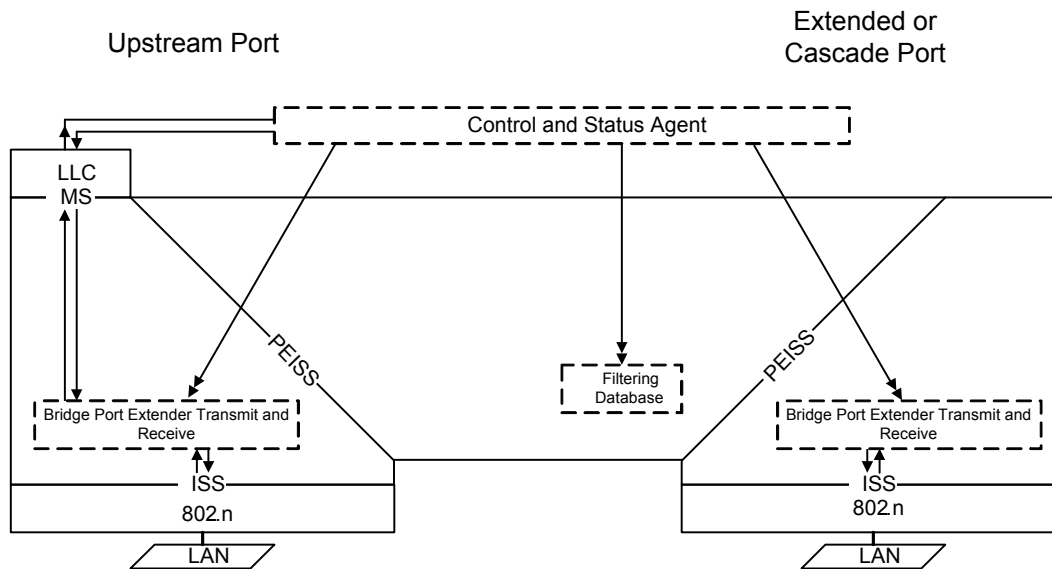 Upstream Port
Extended or
Cascade Port
Control and Status Agent
LLC
MS
PEISS
PEISS
Filtering
Database
Bridge Port Extender Transmit and
Receive
Bridge Port Extender Transmit and
Receive
ISS
802.n
LAN
ISS
802.n
LAN